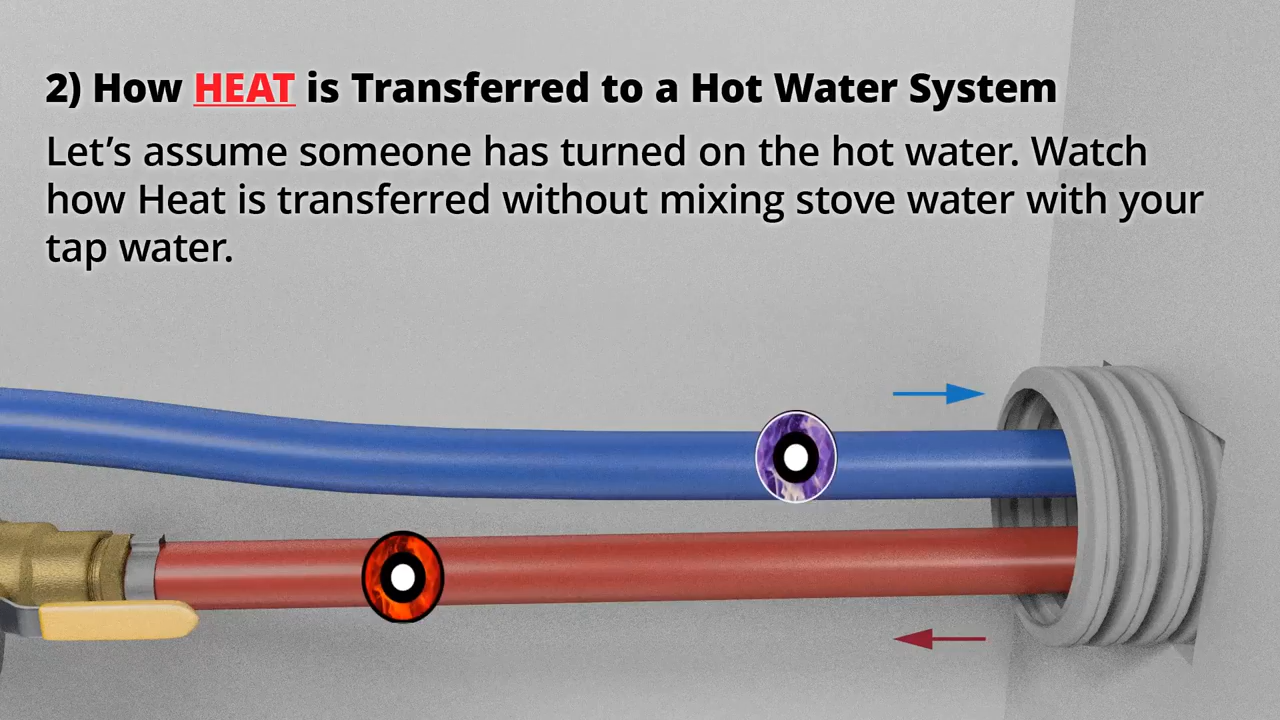 2) How HEAT is Transferred to a Hot Water System
Let’s assume someone has turned on the hot water. Watch
how Heat is transferred without mixing stove water with your
tap water.